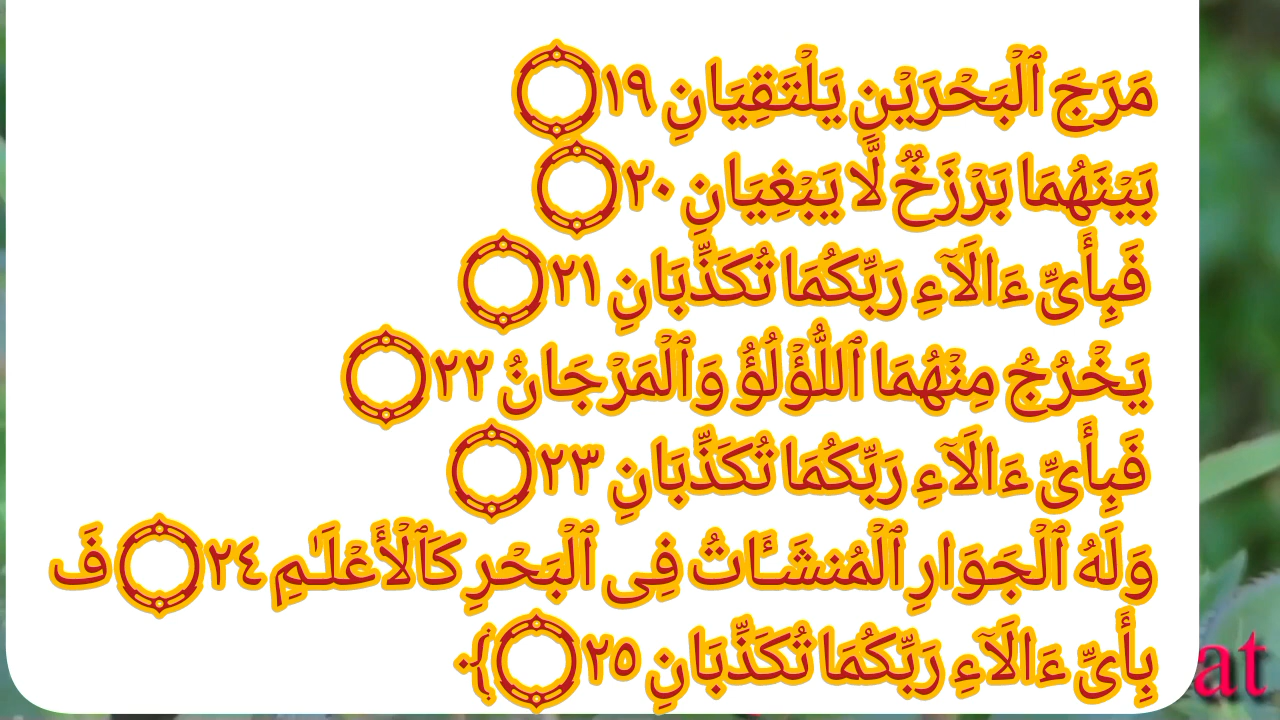 مَرَجَ ٱلْبَحْرَيْنِ يَلْتَقِيَانِ ١٩۝
بَيْنَهُمَا بَرْزَخٌ لَّا يَبْغِيَانِ ٢٠۝
فَبِأَىِّ ءَالَآءِ رَبِّكُمَا تُكَذِّبَانِ ٢١۝
يَخْرُجُ مِنْهُمَا ٱللُّؤْلُؤُ وَٱلْمَرْجَانُ ٢٢۝
فَبِأَىِّ ءَالَآءِ رَبِّكُمَا تُكَذِّبَانِ ٢٣۝
وَلَهُ ٱلْجَوَارِ ٱلْمُنشَـَٔاتُ فِى ٱلْبَحْرِ كَٱلْأَعْلَـٰمِ ٢٤۝ فَ
بِأَىِّ ءَالَآءِ رَبِّكُمَا تُكَذِّبَانِ ٢٥۝﴾.
at